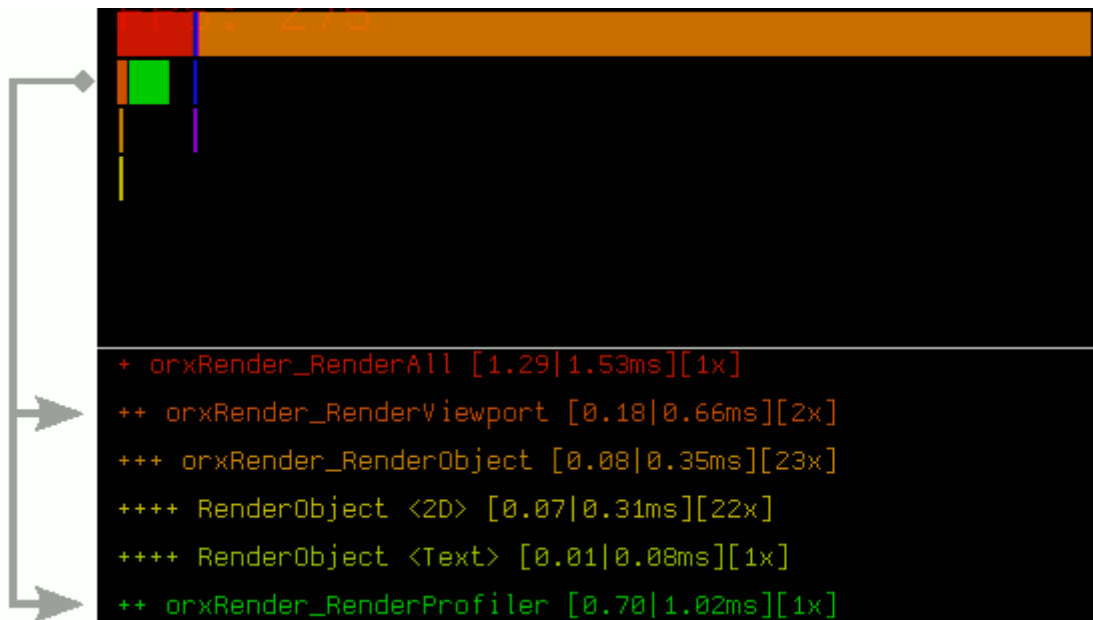 FPS: 275
+ orxRender_RenderAll [1.29|1.53ms][1x]
++ orxRender_RenderViewport [0.18|0.66ms][2x]
+++ orxRender_RenderObject [0.08|0.35ms][23x]
++++ RenderObject <2D> [0.07|0.31ms][22x]
++++ RenderObject <Text> [0.01|0.08ms][1x]
++ orxRender_RenderProfiler [0.70|1.02ms][1x]